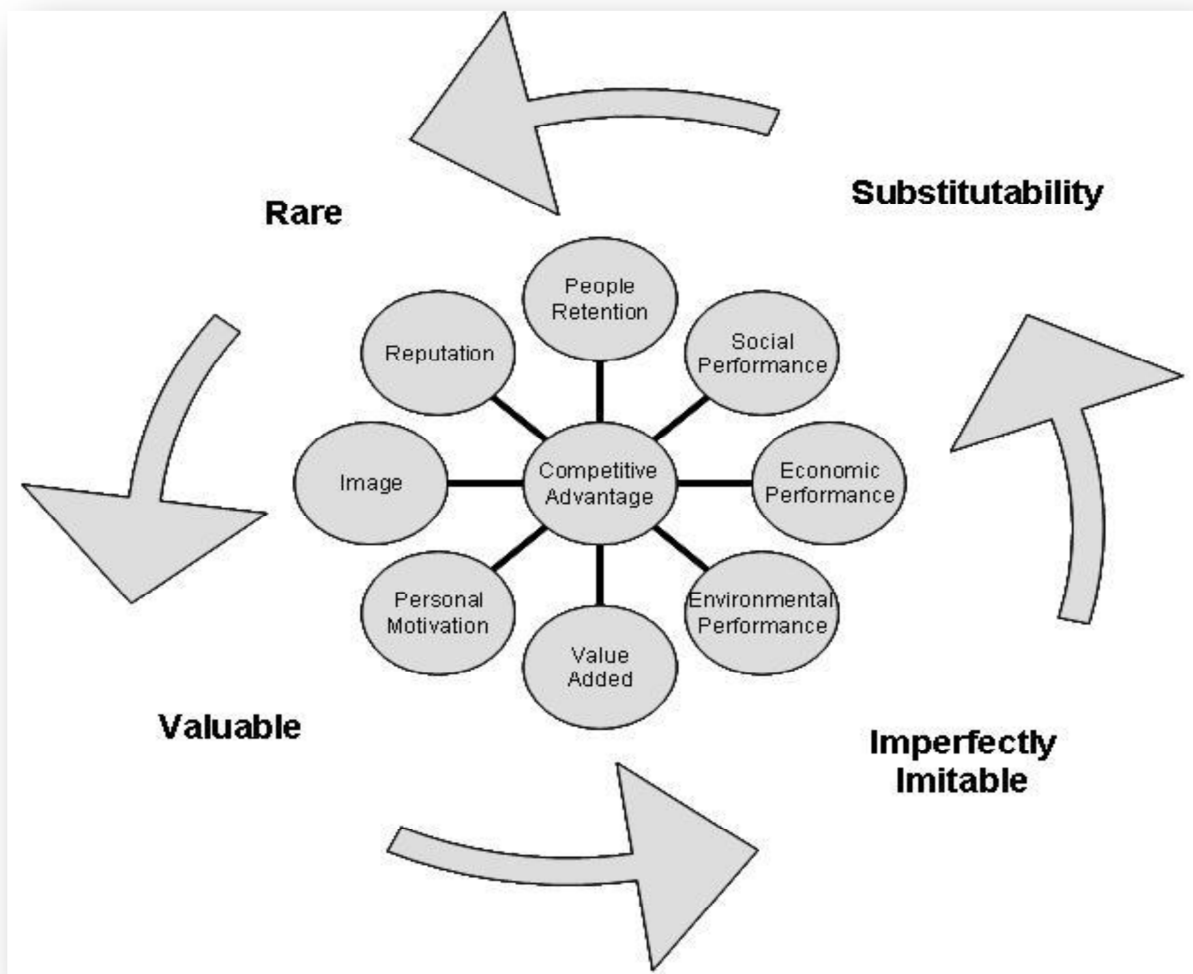 Rare
Substitutability
People
Retention
Reputation
Social
Performance
Image
Competitive
Advantage
Economic
Performance
Personal
Motivation
Value
Added
Environmental
Performance
Valuable
Imperfectly
Imitable